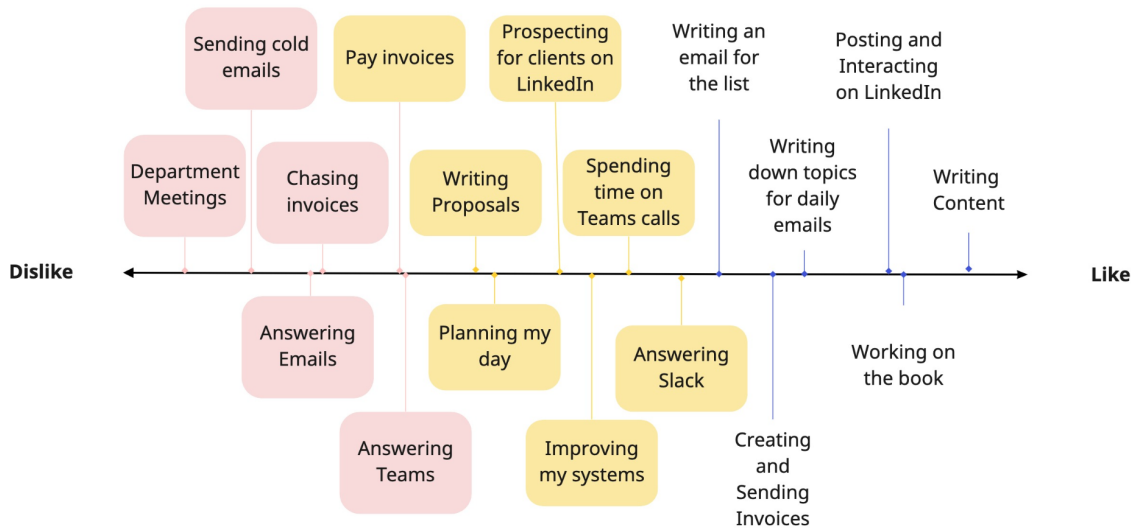 Sending cold
emails
Pay invoices
Prospecting
for clients on
LinkedIn
Writing an
email for
the list
Posting and
Interacting
on LinkedIn
Department
Meetings
Chasing
invoices
Writing
Proposals
Spending
time on
Teams calls
Writing
down topics
for daily
emails
Writing
Content
Dislike
Like
Answering
Emails
Planning my
day
Answering
Slack
Working on
the book
Answering
Teams
Improving
my systems
Creating
and
Sending
Invoices